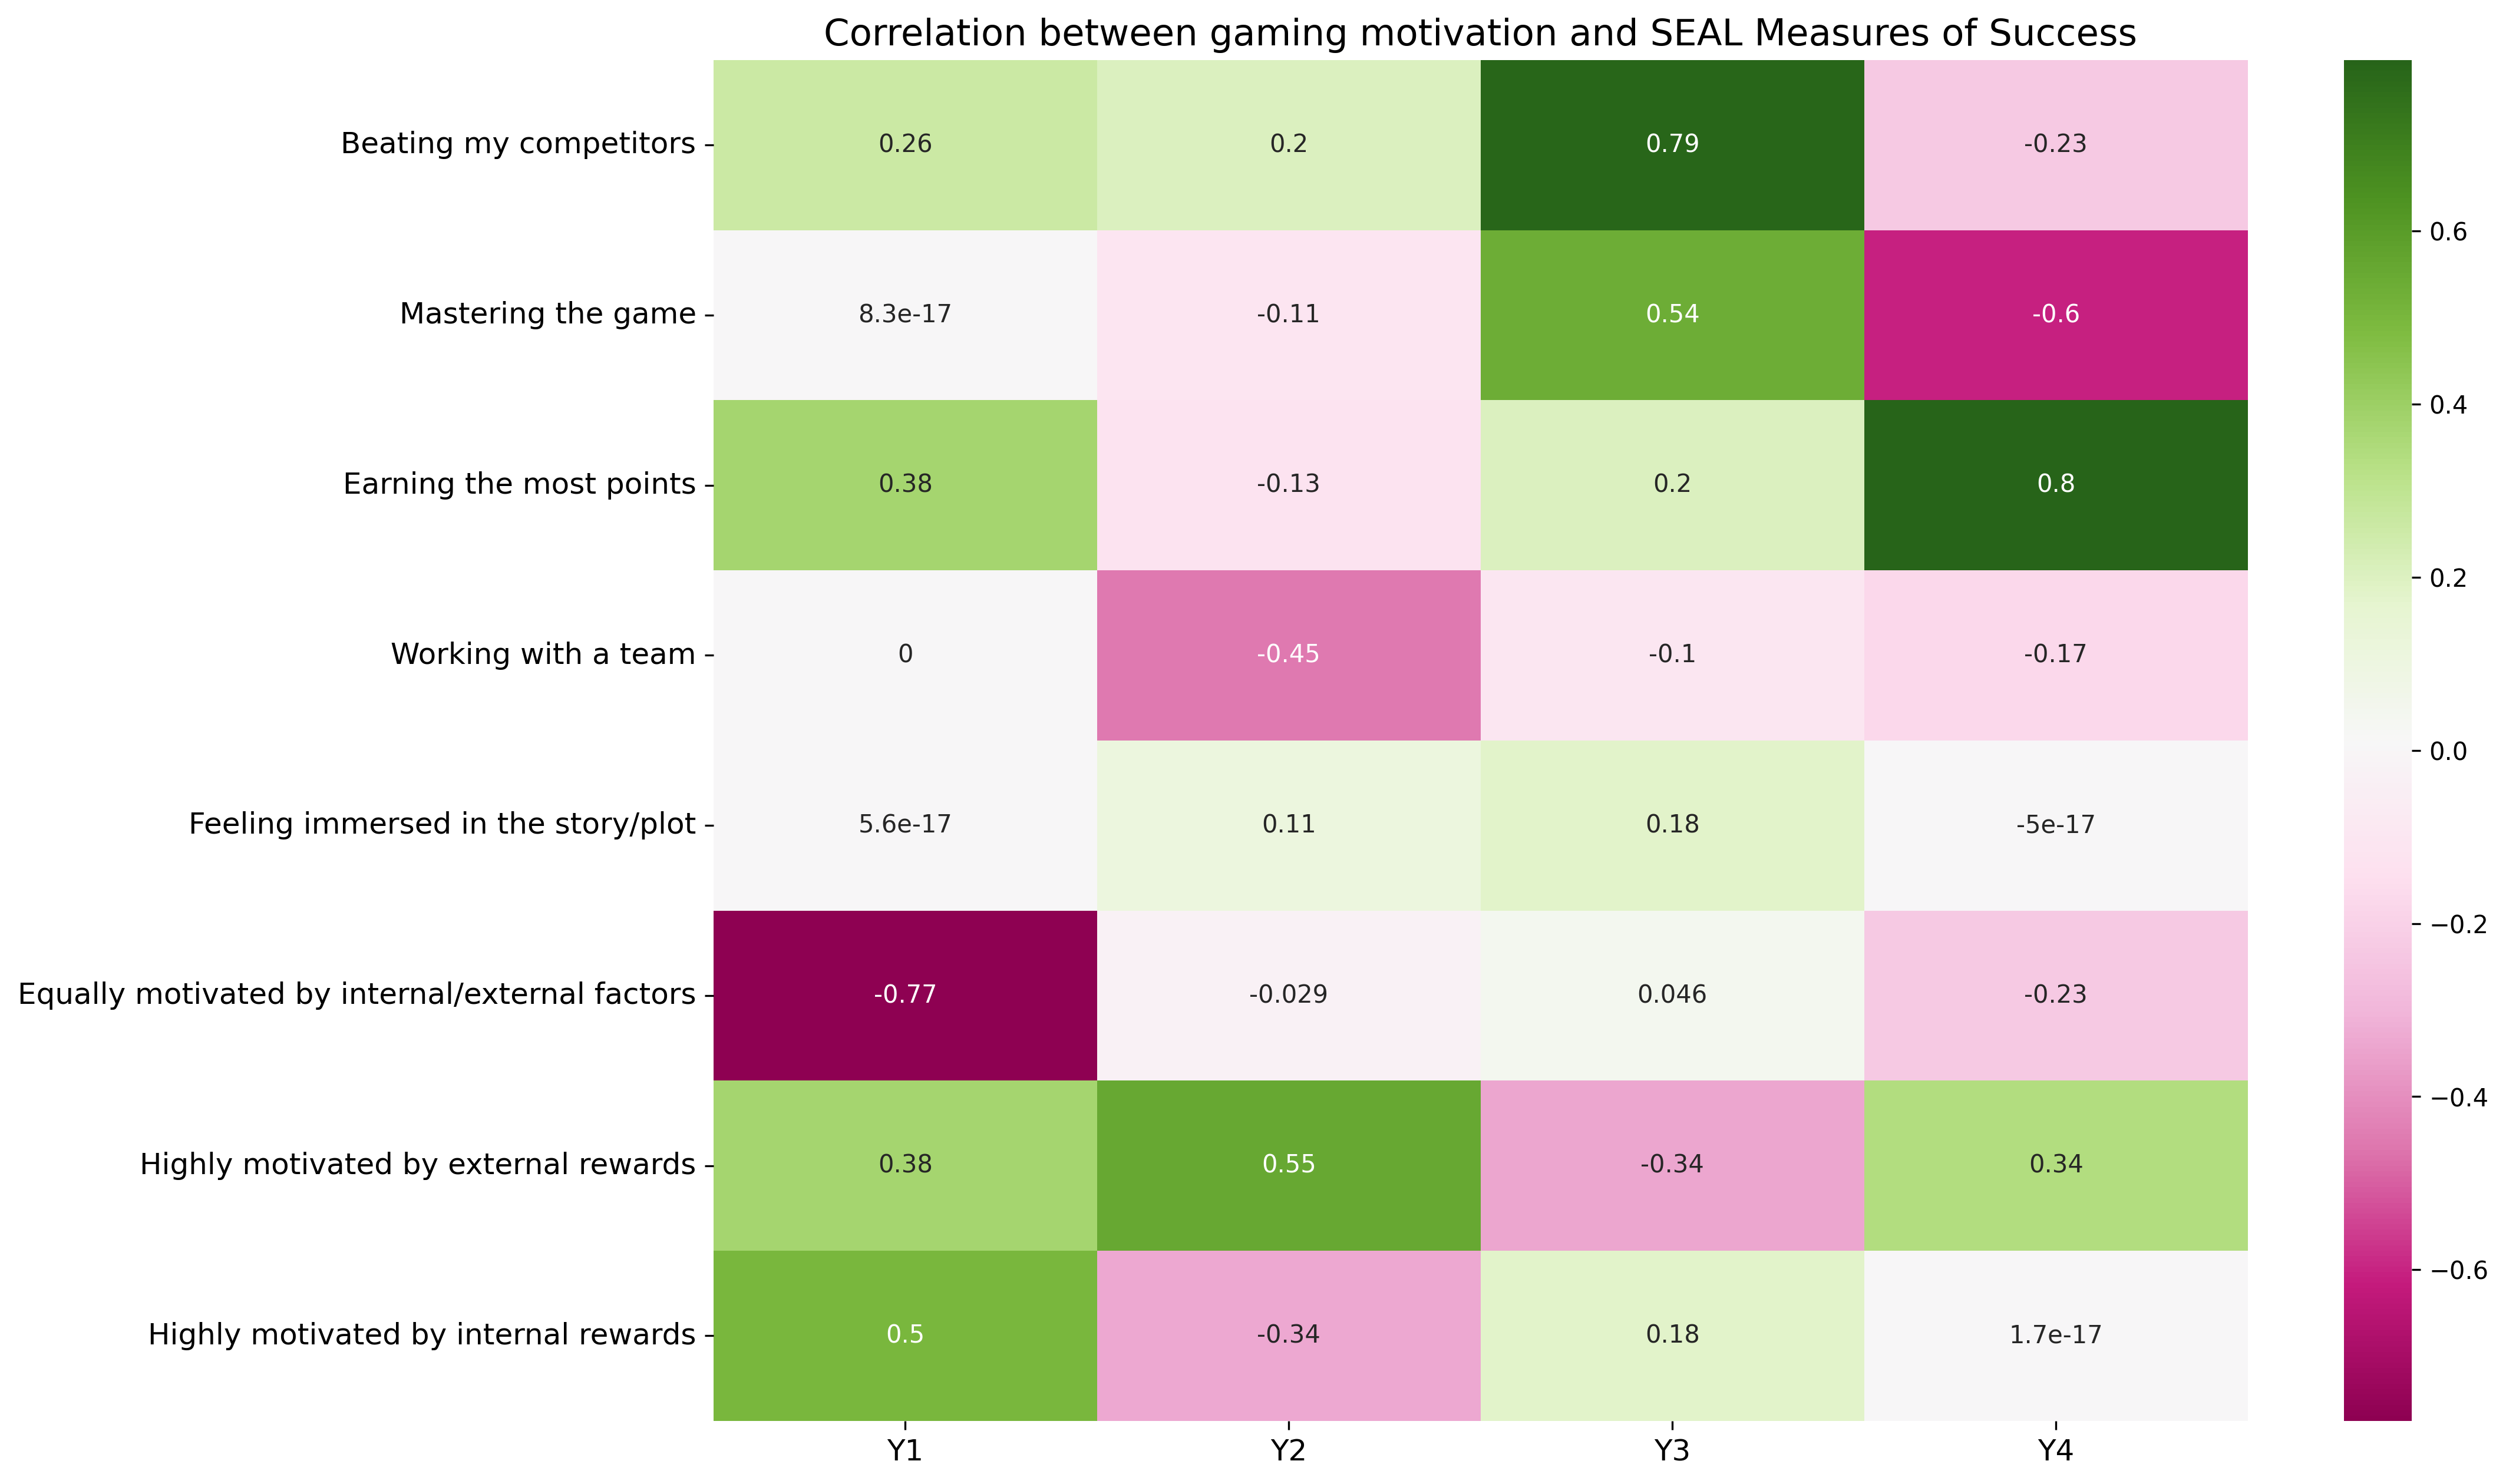 Correlation between gaming motivation and SEAL Measures of Success
Beating my competitors 0.26 0.2 0.79 -0.23
Mastering the game 8.3e-17 -0.11 0.54 -0.6
Earning the most points 0.38 -0.13 0.2 0.8
Working with a team 0 -0.45 -0.1 -0.17
Feeling immersed in the story/plot 5.6e-17 0.11 0.18 -5e-17
Equally motivated by internal/external factors -0.77 -0.029 0.046 -0.23
Highly motivated by external rewards 0.38 0.55 -0.34 0.34
Highly motivated by internal rewards 0.5 -0.34 0.18 1.7e-17
Y1 Y2 Y3 Y4
0.6
0.4
0.2
0.0
−0.2
−0.4
−0.6